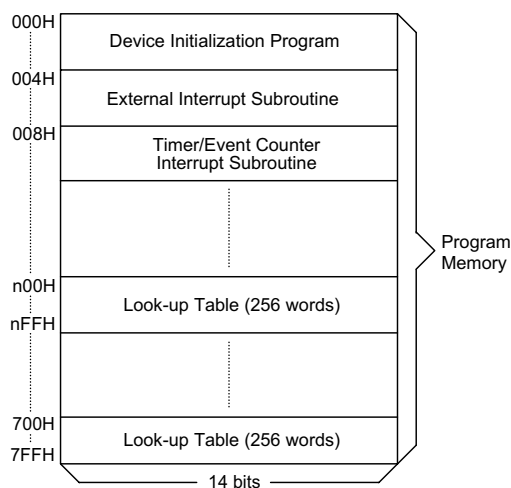 000H
Device Initialization Program
004H
External Interrupt Subroutine
008H
Timer/Event Counter
Interrupt Subroutine
Program
Memory
n00H
Look-up Table (256 words)
nFFH
700H
Look-up Table (256 words)
7FFH
14 bits